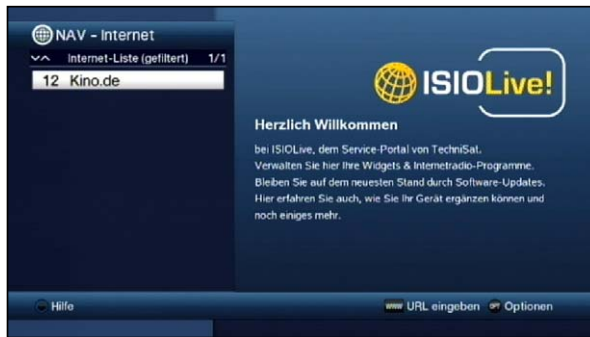 NAV - Internet
Internet-Liste (gefiltert) 1/1
12 Kino.de
ISIOLive!
Herzlich Willkommen
bei ISIOLive, dem Service-Portal von TechniSat.
Verwalten Sie hier Ihre Widgets & Internetradio-Programme.
Bleiben Sie auf dem neuesten Stand durch Software-Updates.
Hier erfahren Sie auch, wie Sie Ihr Gerät ergänzen können und
noch einiges mehr.
Hilfe www URL eingeben OPT Optionen